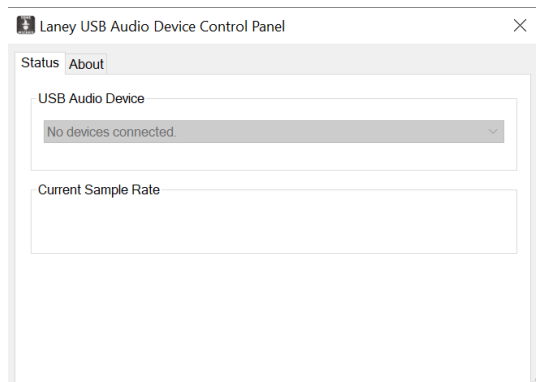 Laney USB Audio Device Control Panel
Status About
USB Audio Device
No devices connected.
Current Sample Rate